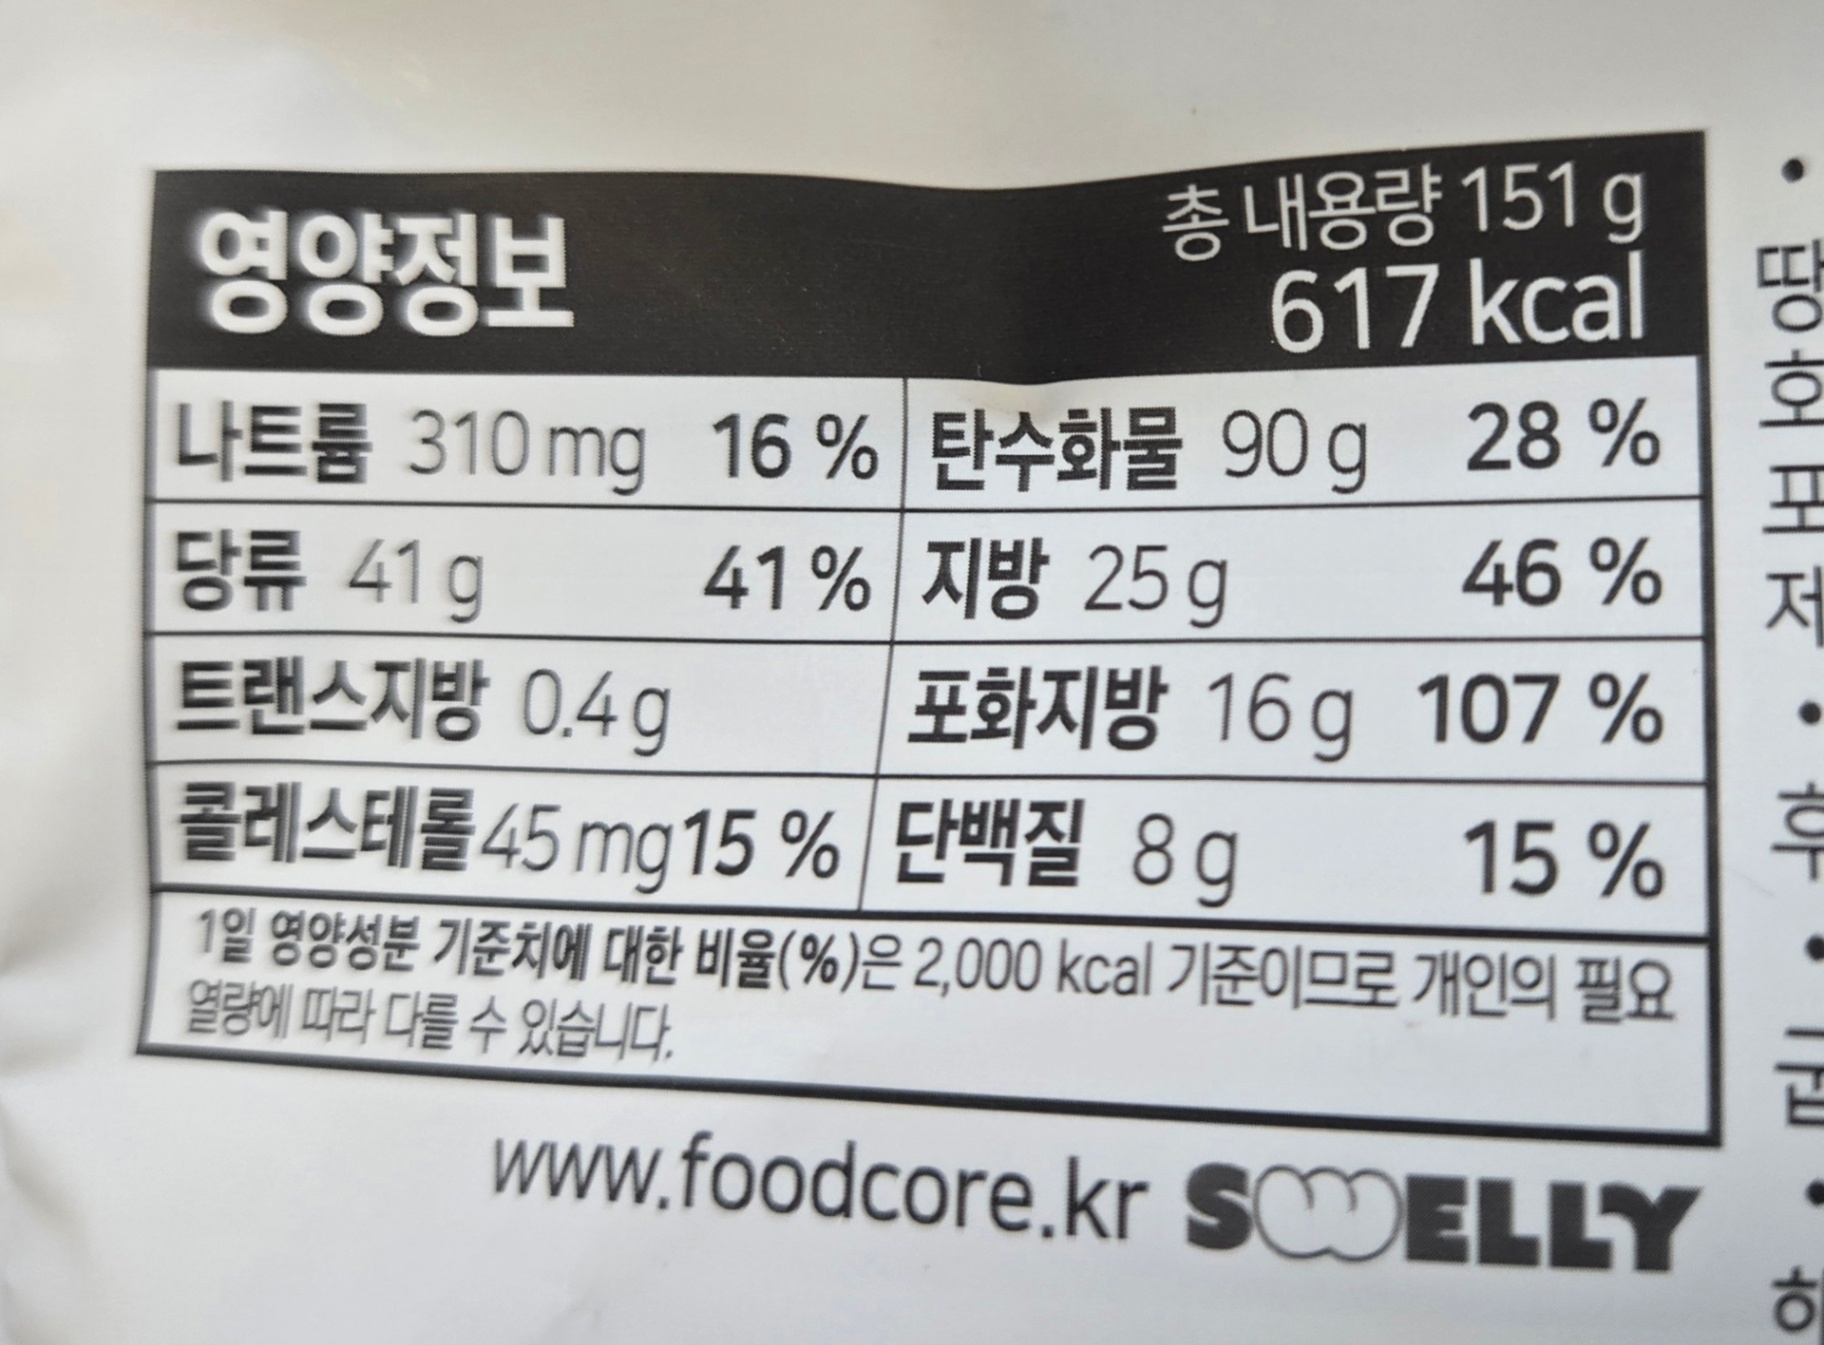 영양정보
총 내용량 151 g
617 kcal
나트륨 310 mg 16 % 탄수화물 90 g 28 %
당류 41 g 41 % 지방 25 g 46 %
트랜스지방 0.4 g 포화지방 16 g 107 %
콜레스테롤 45 mg 15 % 단백질 8 g 15 %
1일 영양성분 기준치에 대한 비율(%)은 2,000 kcal 기준이므로 개인의 필요
열량에 따라 다를 수 있습니다.
www.foodcore.kr SWELLY